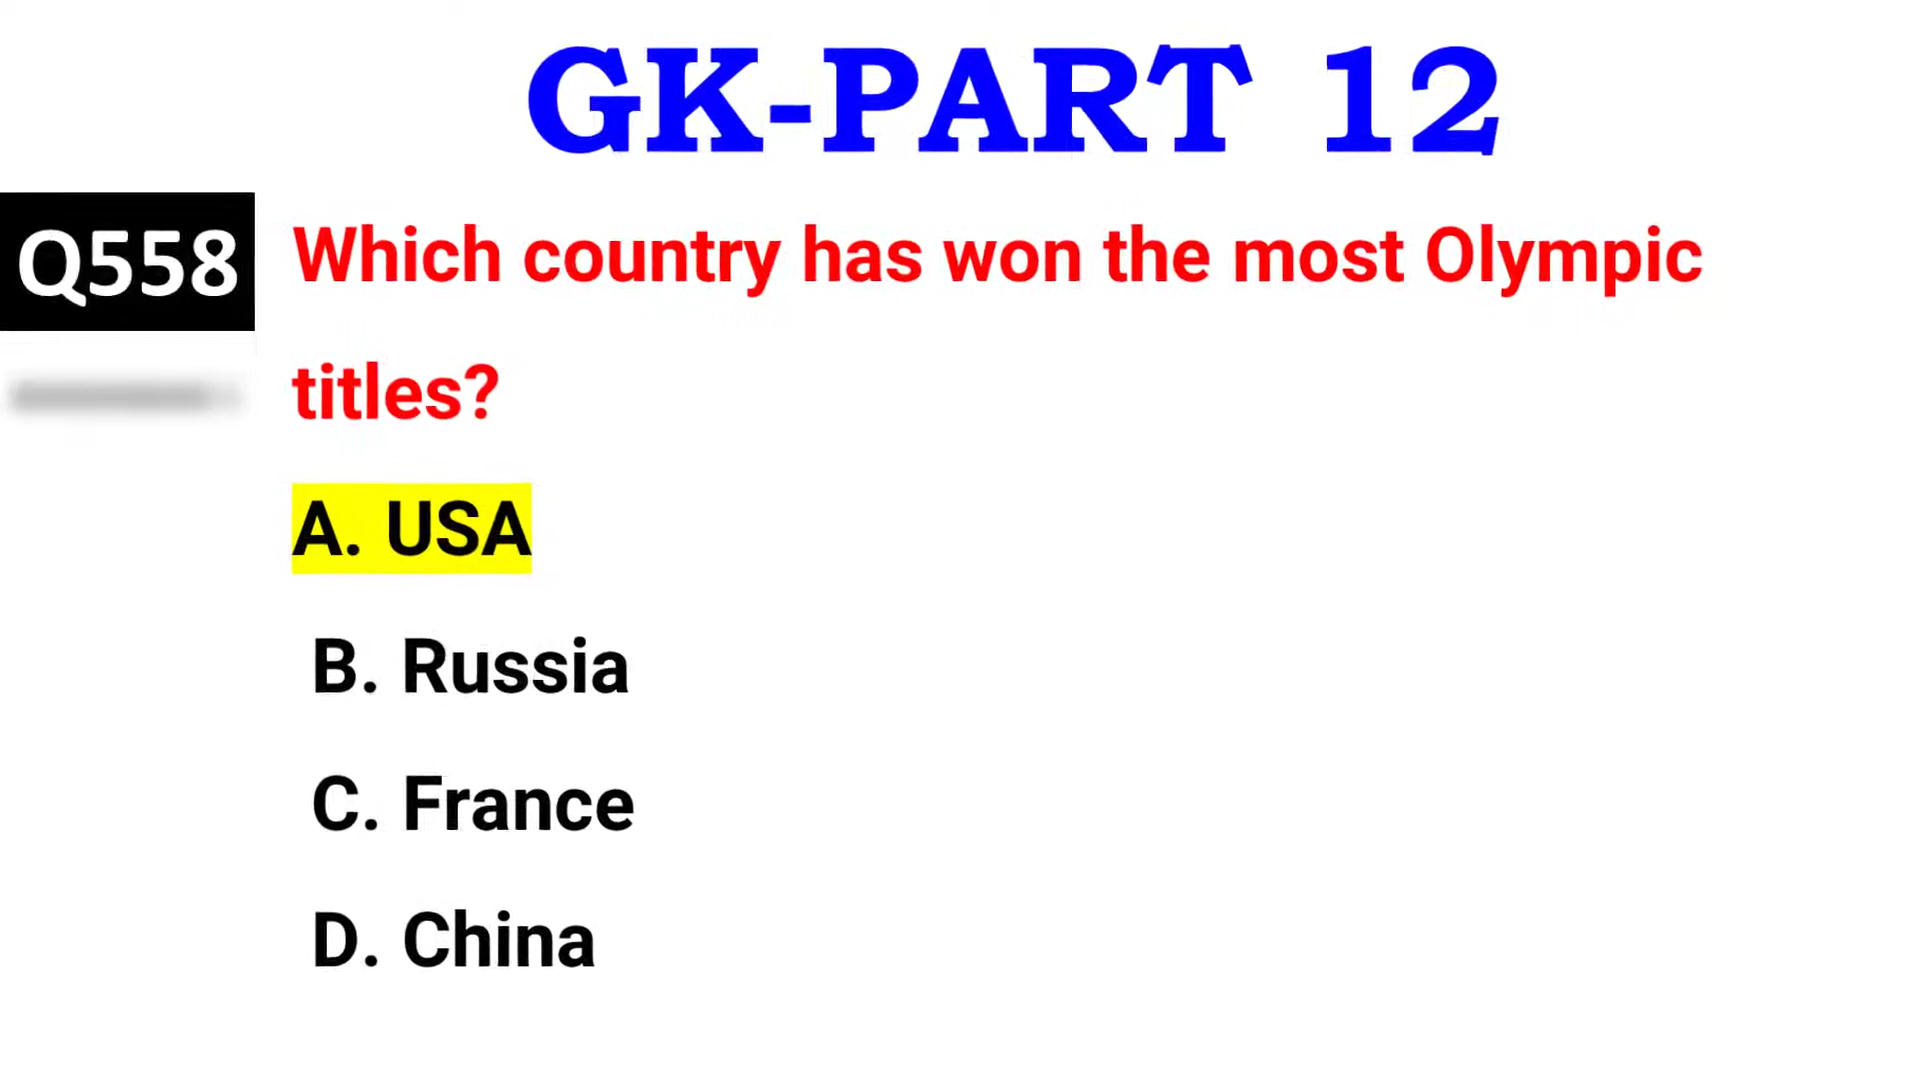 GK-PART 12
Q558 Which country has won the most Olympic
titles?
A. USA
B. Russia
C. France
D. China